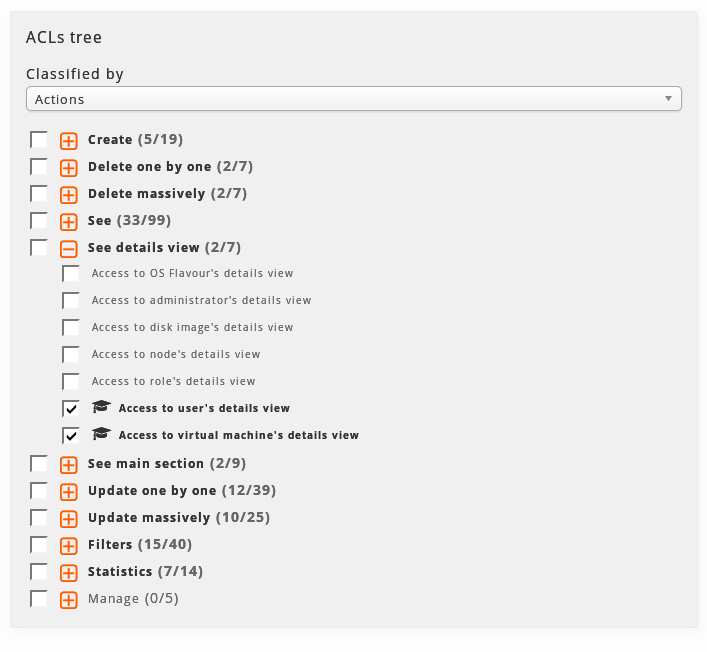 ACLs tree
Classified by
Actions
Create (5/19)
Delete one by one (2/7)
Delete massively (2/7)
See (33/99)
See details view (2/7)
Access to OS Flavour's details view
Access to administrator's details view
Access to disk image's details view
Access to node's details view
Access to role's details view
Access to user's details view
Access to virtual machine's details view
See main section (2/9)
Update one by one (12/39)
Update massively (10/25)
Filters (15/40)
Statistics (7/14)
Manage (0/5)